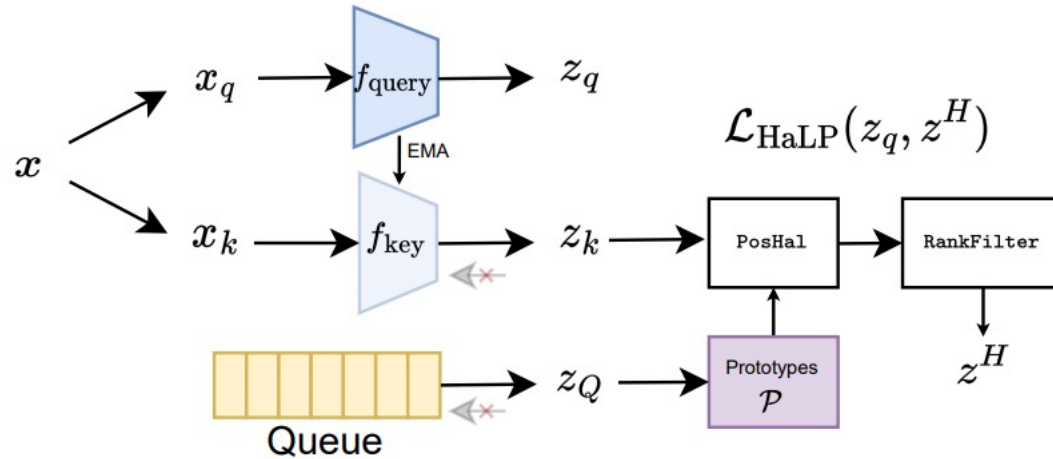 x
x_q
f_query
z_q
EMA
L_HaLP(z_q, z^H)
x_k
f_key
z_k
PosHal
RankFilter
Queue
z_Q
Prototypes
P
z^H